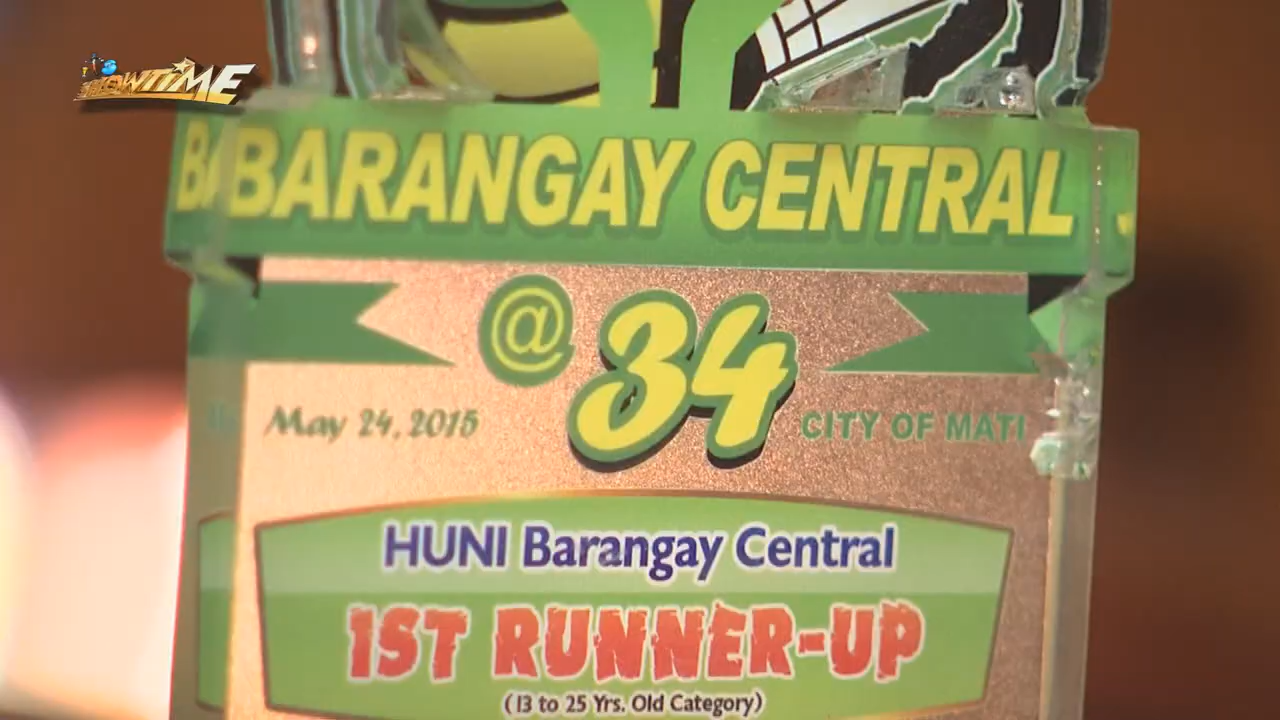 SHOWTIME
BARANGAY CENTRAL
@ 34
May 24, 2015
CITY OF MATI
HUNI Barangay Central
1ST RUNNER-UP
(13 to 25 Yrs. Old Category)